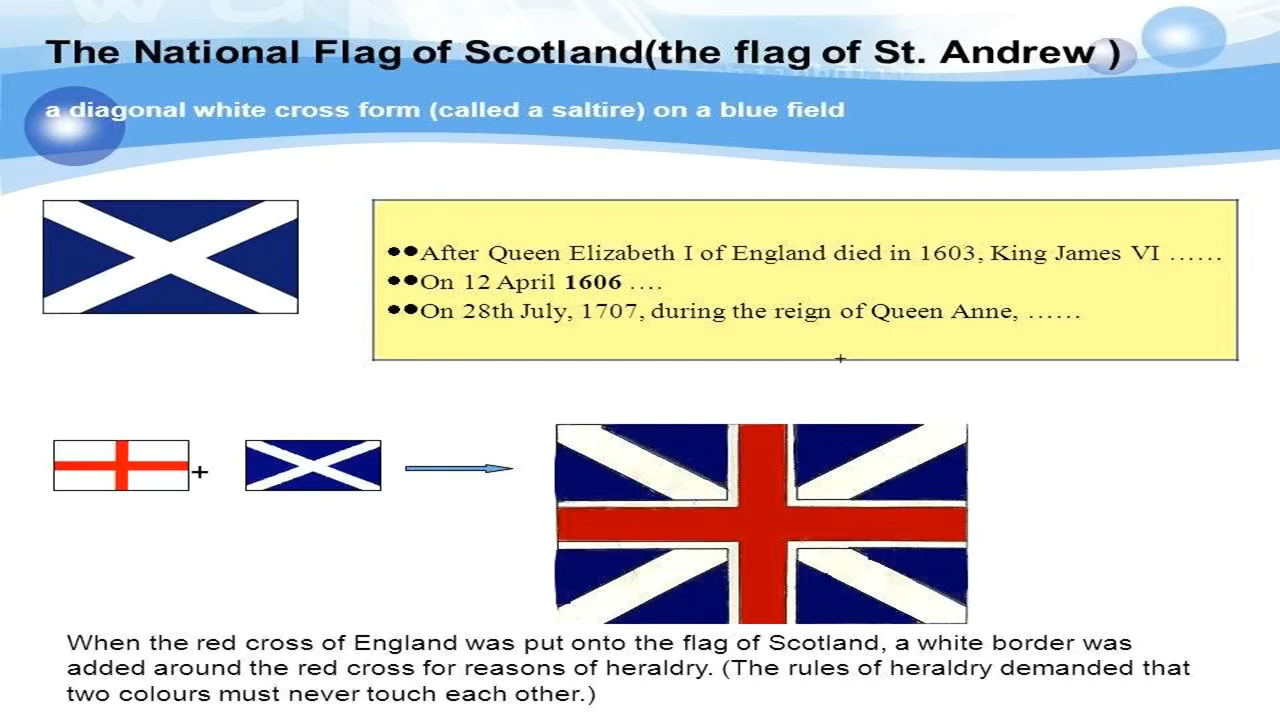 The National Flag of Scotland(the flag of St. Andrew )
a diagonal white cross form (called a saltire) on a blue field
●●After Queen Elizabeth I of England died in 1603, King James VI ……
●●On 12 April 1606 ….
●●On 28th July, 1707, during the reign of Queen Anne, ……
+
When the red cross of England was put onto the flag of Scotland, a white border was
added around the red cross for reasons of heraldry. (The rules of heraldry demanded that
two colours must never touch each other.)